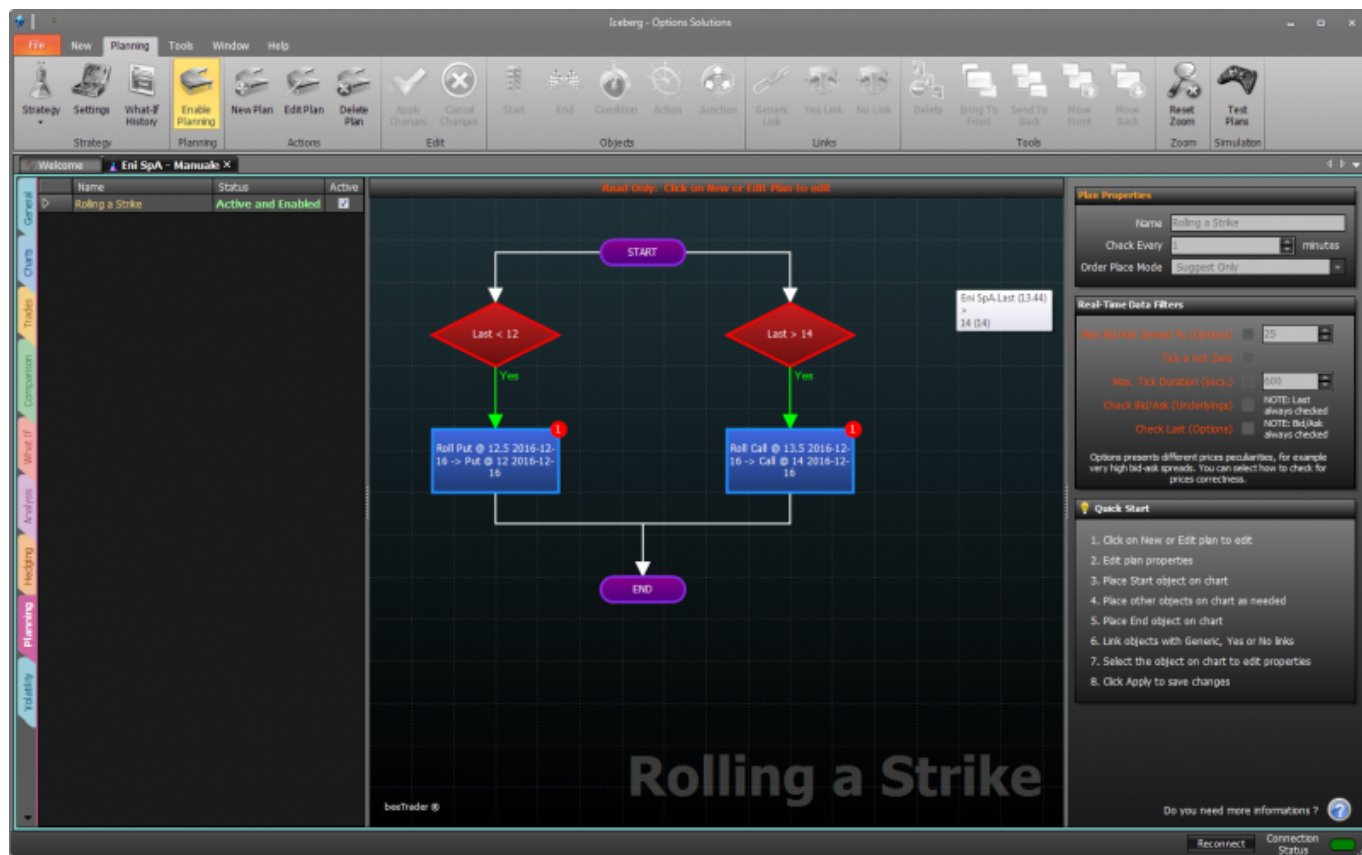 Iceberg - Options Solutions
File New Planning Tools Window Help
Strategy Settings What-If History Enable Planning New Plan Edit Plan Delete Plan Apply Changes Cancel Changes Start End Condition Action Junction Generic Link Yes Link No Link Delete Bring To Front Send To Back Move Front Move Back Reset Zoom Test Plans
Strategy Planning Actions Edit Objects Links Tools Zoom Simulation
Welcome Eni SpA - Manuale
Name Status Active
Roling a Strike Active and Enabled
General
Charts
Trades
Comparison
What If
Analysis
Hedging
Planning
Volatility
Read Only: Click on New or Edit Plan to edit
START
Eni SpA.Last (13.44)
>
14 (14)
Last < 12
Last > 14
Yes
Yes
1
1
Roll Put @ 12.5 2016-12-
16 -> Put @ 12 2016-12-
16
Roll Call @ 13.5 2016-12-
16 -> Call @ 14 2016-12-
16
END
Rolling a Strike
beeTrader ®
Plan Properties
Name Roling a Strike
Check Every 1 minutes
Order Place Mode Suggest Only
Real-Time Data Filters
Max Bid/Ask Spread % (Options) 25
Tick is not Zero
Max. Tick Duration (secs.) 600
Check Bid/Ask (Underlyings) NOTE: Last
always checked
Check Last (Options) NOTE: Bid/Ask
always checked
Options presents different prices peculiarities, for example
very high bid-ask spreads. You can select how to check for
prices correctness.
Quick Start
1. Click on New or Edit plan to edit
2. Edit plan properties
3. Place Start object on chart
4. Place other objects on chart as needed
5. Place End object on chart
6. Link objects with Generic, Yes or No links
7. Select the object on chart to edit properties
8. Click Apply to save changes
Do you need more informations ?
Reconnect Connection
Status